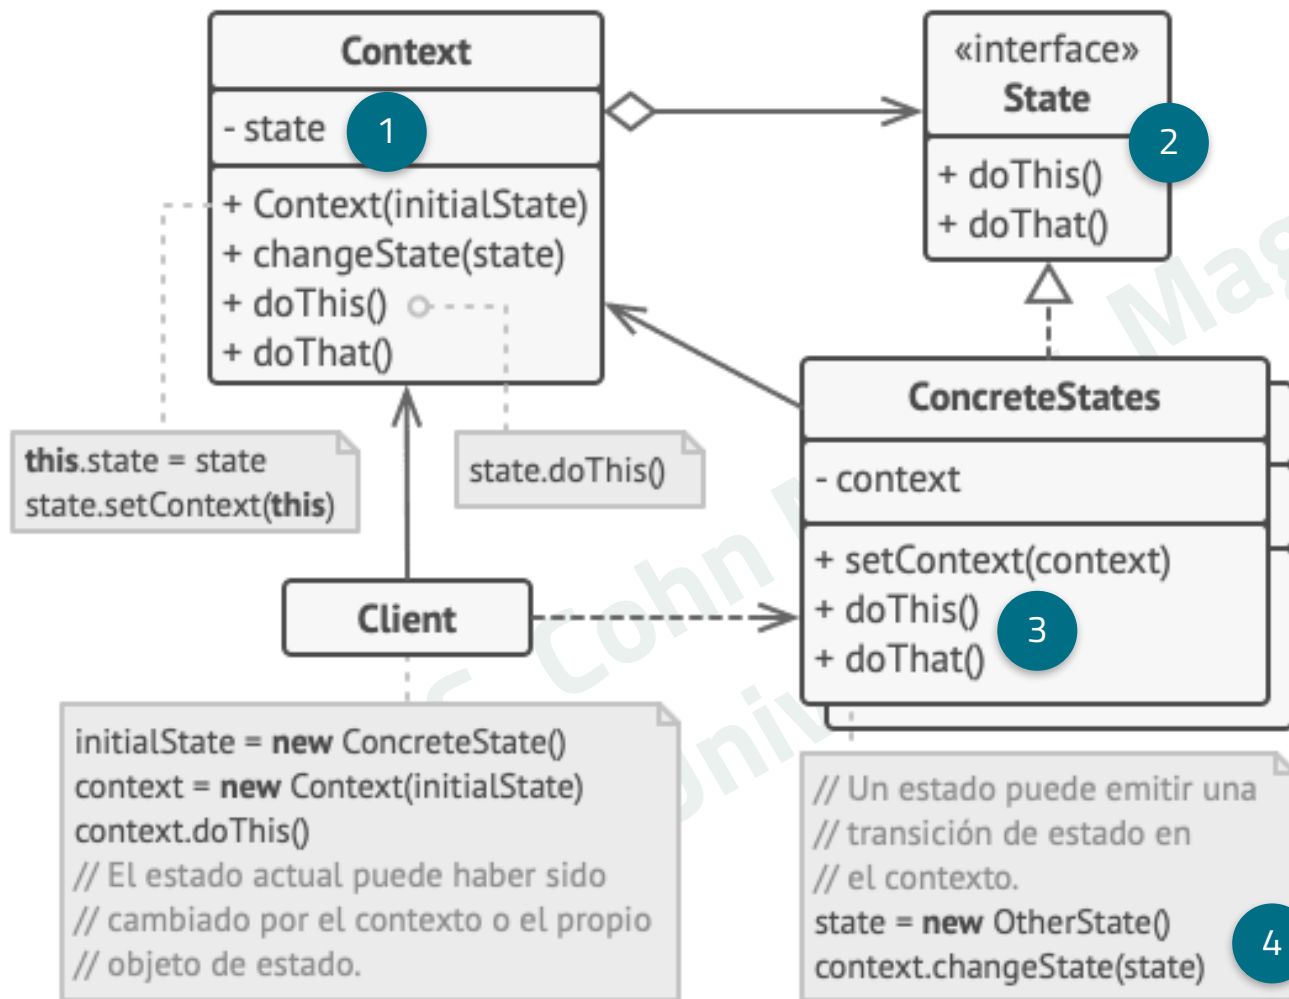 Context
- state
1
+ Context(initialState)
+ changeState(state)
+ doThis()
+ doThat()
«interface»
State
2
+ doThis()
+ doThat()
this.state = state
state.setContext(this)
state.doThis()
ConcreteStates
- context
+ setContext(context)
+ doThis()
+ doThat()
3
Client
initialState = new ConcreteState()
context = new Context(initialState)
context.doThis()
// El estado actual puede haber sido
// cambiado por el contexto o el propio
// objeto de estado.
// Un estado puede emitir una
// transición de estado en
// el contexto.
state = new OtherState()
context.changeState(state)
4
Cohn